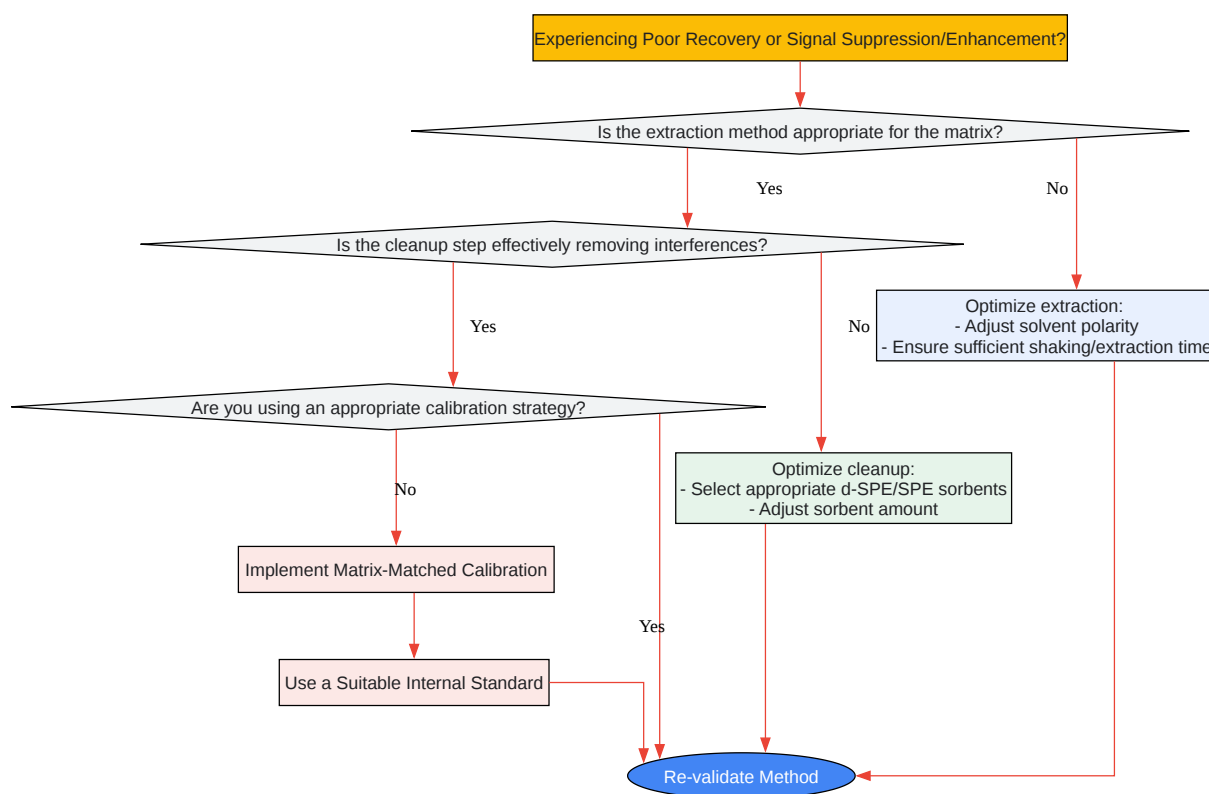 Experiencing Poor Recovery or Signal Suppression/Enhancement?
Is the extraction method appropriate for the matrix?
Yes
No
Is the cleanup step effectively removing interferences?
Optimize extraction:
- Adjust solvent polarity
- Ensure sufficient shaking/extraction time
Yes
No
Are you using an appropriate calibration strategy?
Optimize cleanup:
- Select appropriate d-SPE/SPE sorbents
- Adjust sorbent amount
No
Implement Matrix-Matched Calibration
Yes
Use a Suitable Internal Standard
Re-validate Method